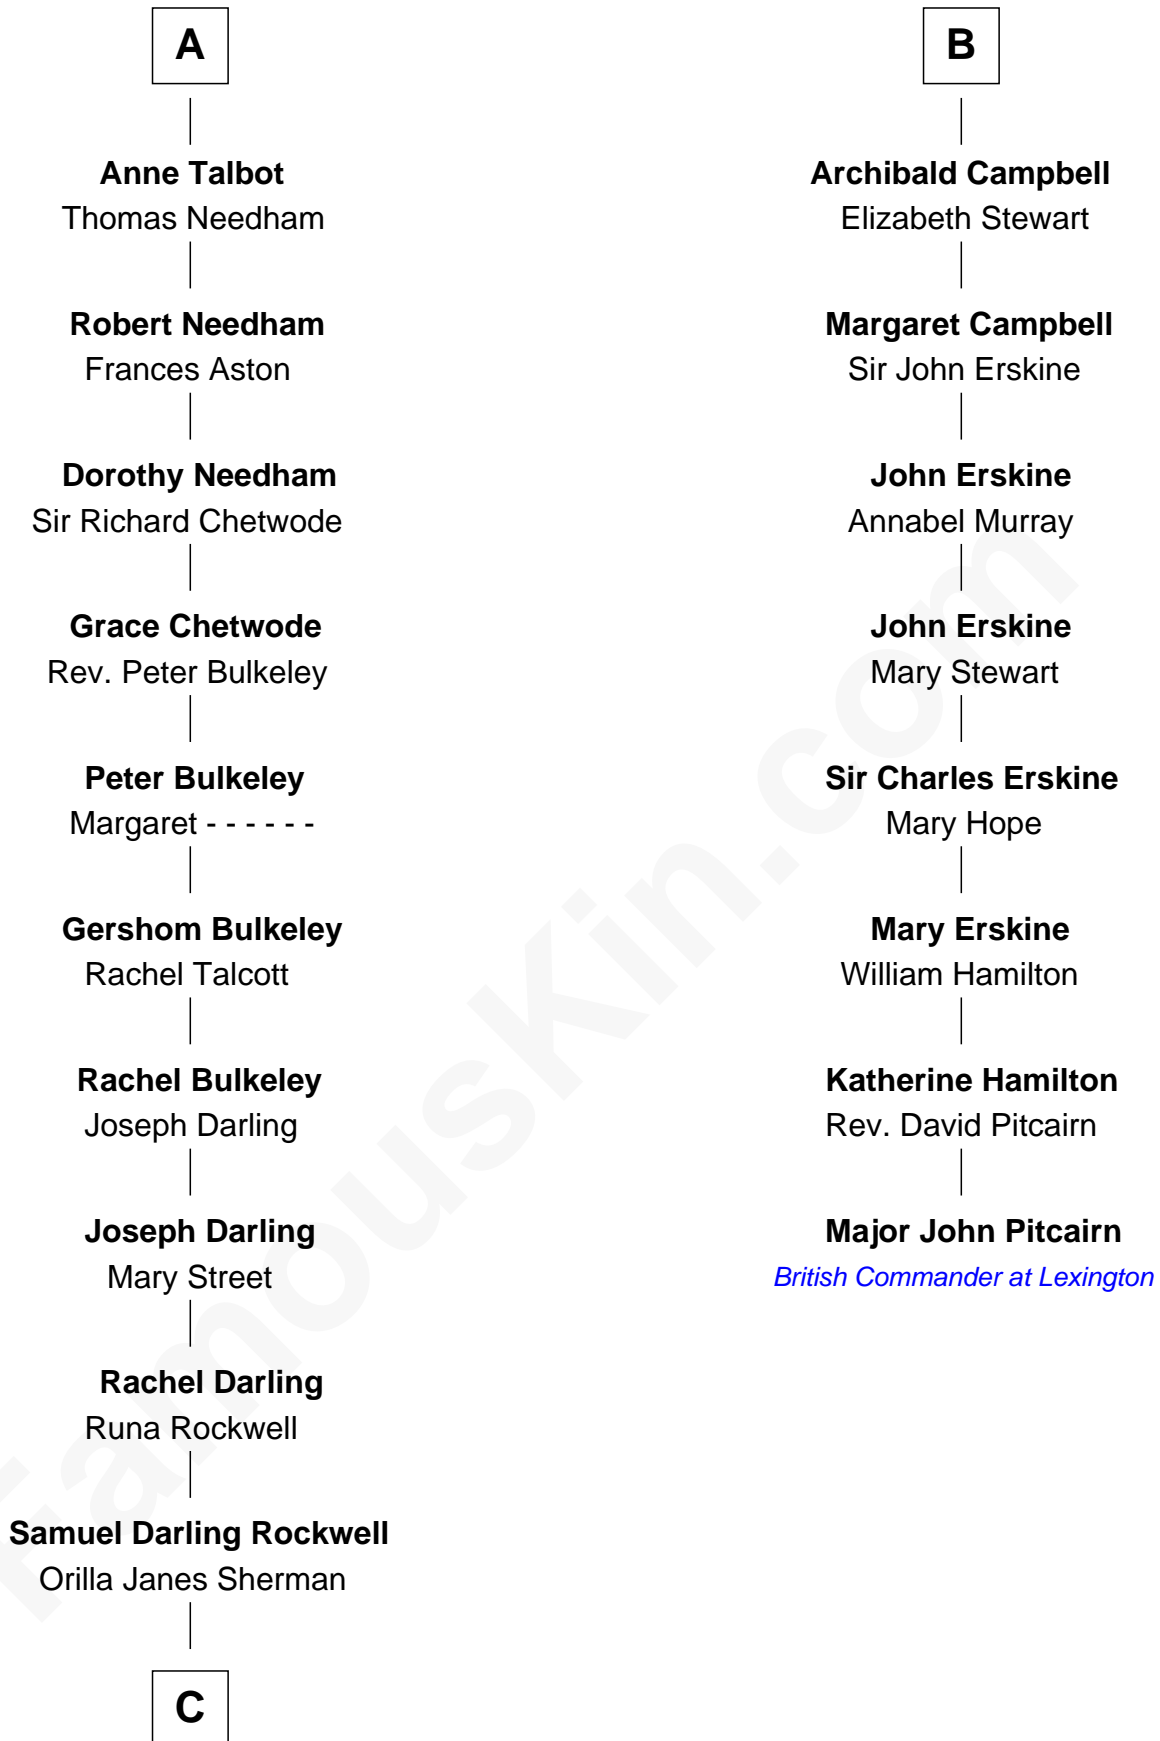 A
Anne Talbot
Thomas Needham
Robert Needham
Frances Aston
Dorothy Needham
Sir Richard Chetwode
Grace Chetwode
Rev. Peter Bulkeley
Peter Bulkeley
Margaret - - - - - -
Gershom Bulkeley
Rachel Talcott
Rachel Bulkeley
Joseph Darling
Joseph Darling
Mary Street
Rachel Darling
Runa Rockwell
Samuel Darling Rockwell
Orilla Janes Sherman
C
B
Archibald Campbell
Elizabeth Stewart
Margaret Campbell
Sir John Erskine
John Erskine
Annabel Murray
John Erskine
Mary Stewart
Sir Charles Erskine
Mary Hope
Mary Erskine
William Hamilton
Katherine Hamilton
Rev. David Pitcairn
Major John Pitcairn
British Commander at Lexington
FamousKin.com